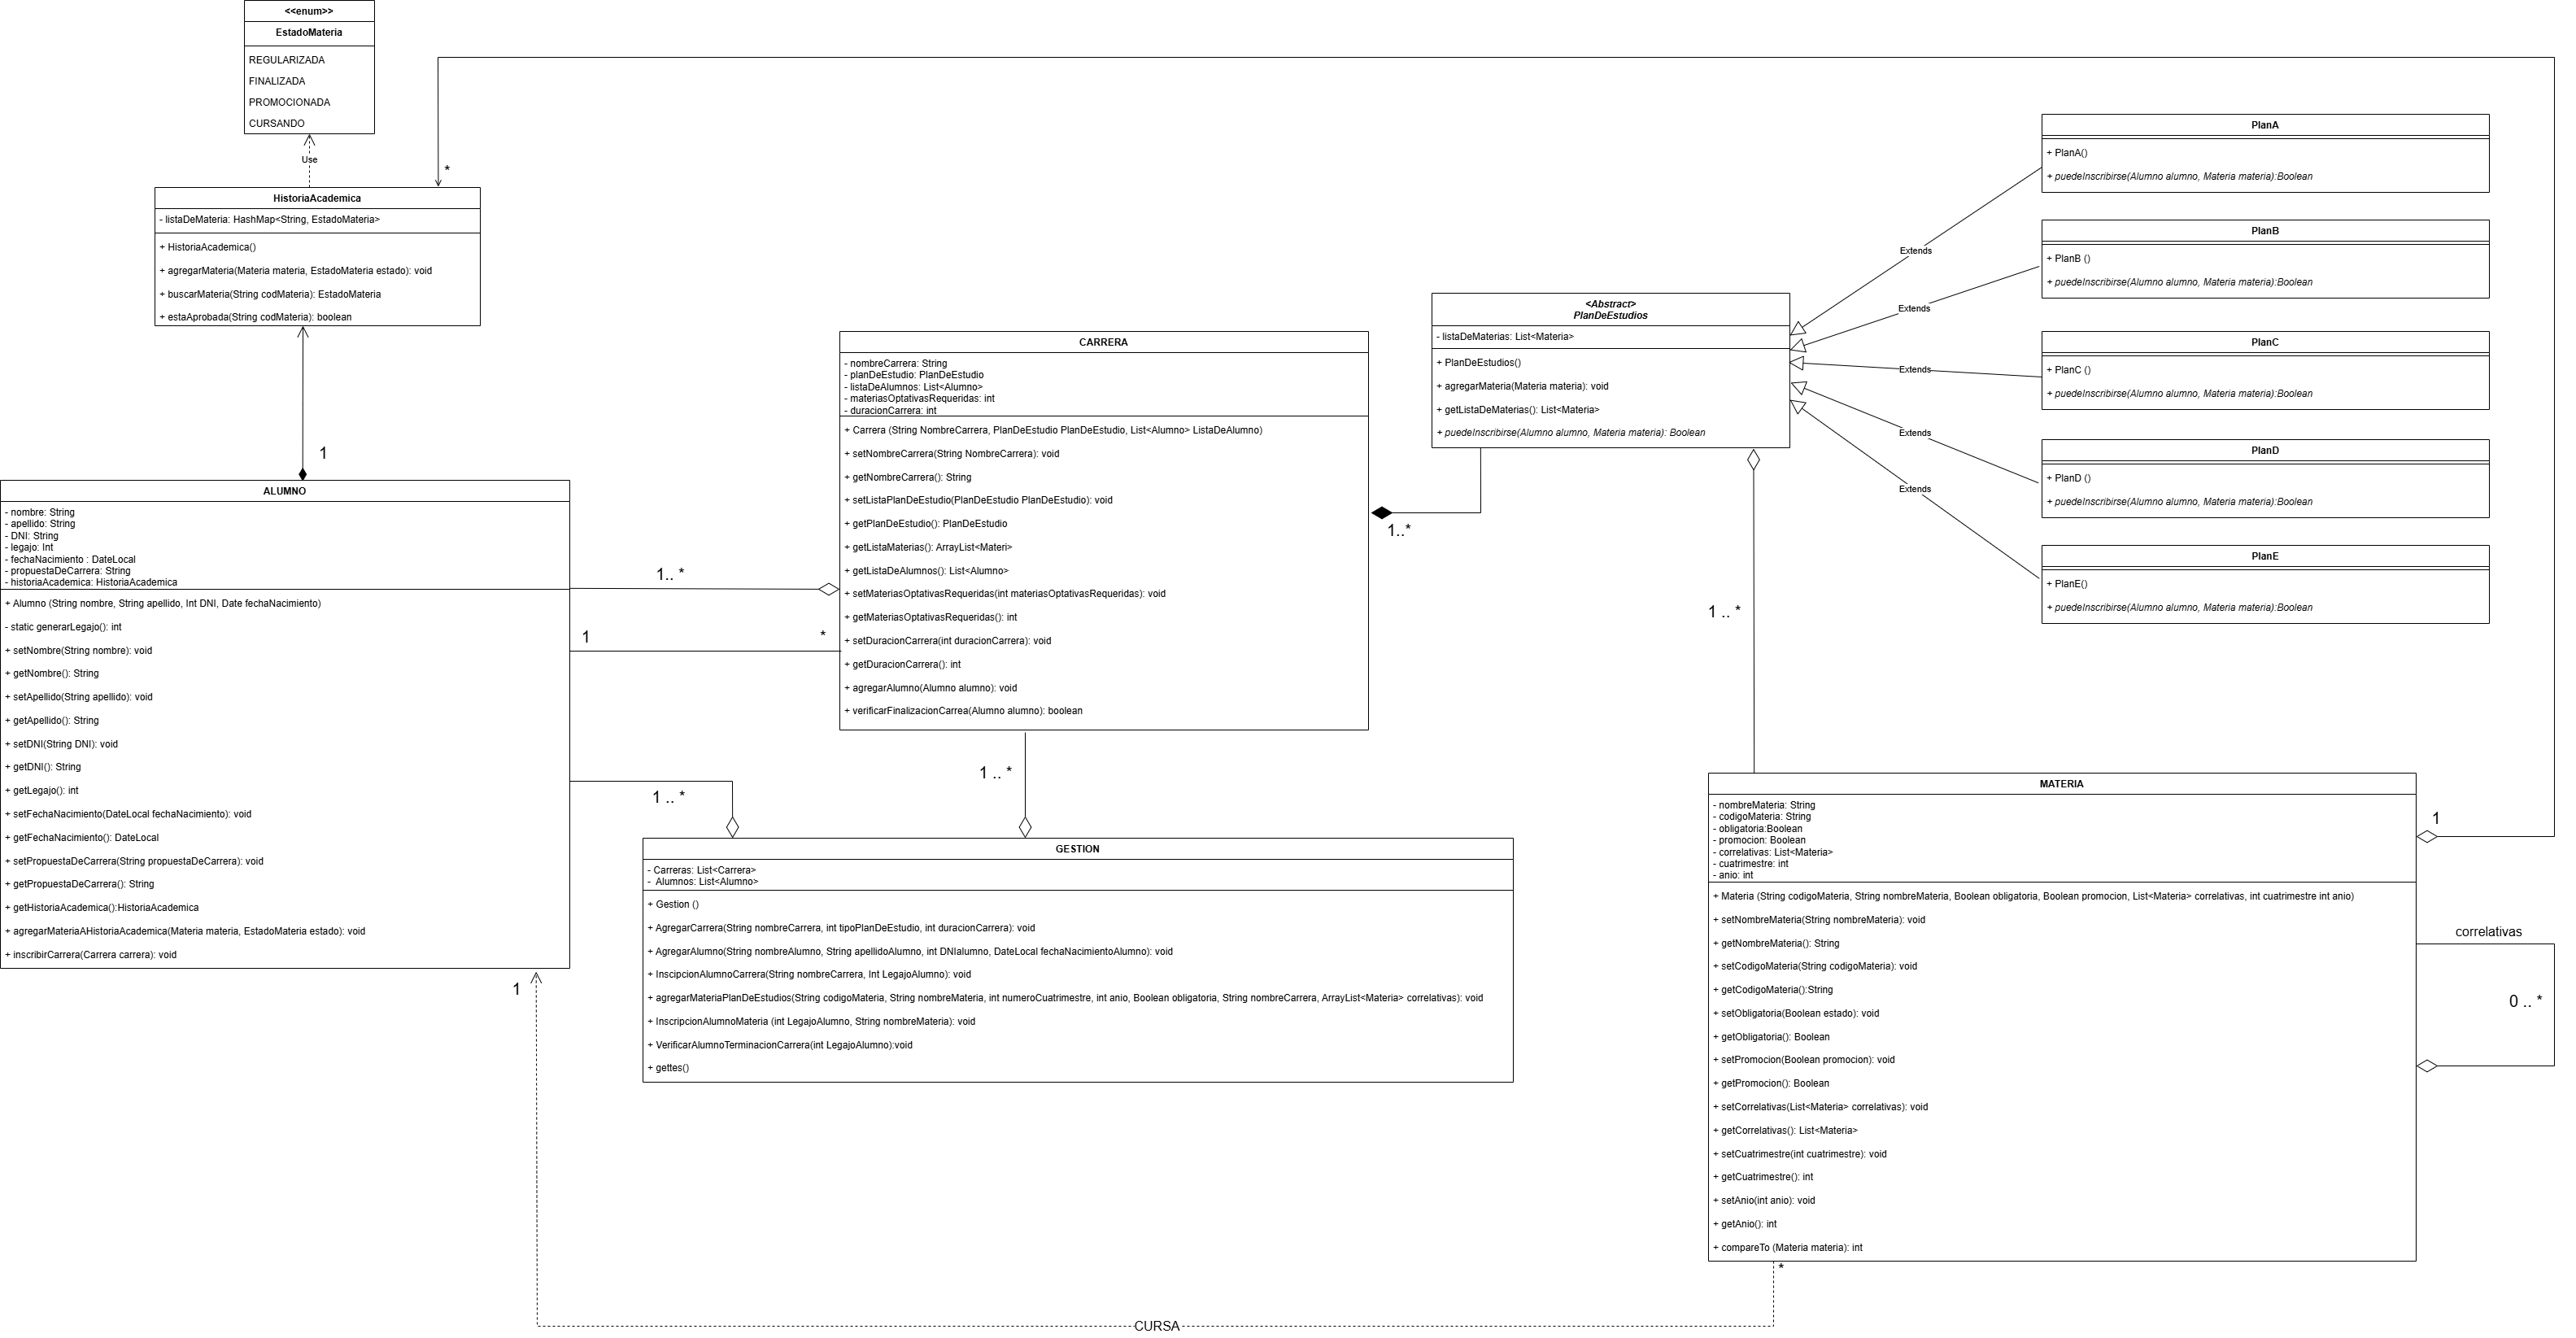 <<enum>>
EstadoMateria
REGULARIZADA
FINALIZADA
PROMOCIONADA
CURSANDO
Use
*
HistoriaAcademica
- listaDeMateria: HashMap<String, EstadoMateria>
+ HistoriaAcademica()
+ agregarMateria(Materia materia, EstadoMateria estado): void
+ buscarMateria(String codMateria): EstadoMateria
+ estaAprobada(String codMateria): boolean
1
ALUMNO
- nombre: String
- apellido: String
- DNI: String
- legajo: Int
- fechaNacimiento : DateLocal
- propuestaDeCarrera: String
- historiaAcademica: HistoriaAcademica
+ Alumno (String nombre, String apellido, Int DNI, Date fechaNacimiento)
- static generarLegajo(): int
+ setNombre(String nombre): void
+ getNombre(): String
+ setApellido(String apellido): void
+ getApellido(): String
+ setDNI(String DNI): void
+ getDNI(): String
+ getLegajo(): int
+ setFechaNacimiento(DateLocal fechaNacimiento): void
+ getFechaNacimiento(): DateLocal
+ setPropuestaDeCarrera(String propuestaDeCarrera): void
+ getPropuestaDeCarrera(): String
+ getHistoriaAcademica():HistoriaAcademica
+ agregarMateriaAHistoriaAcademica(Materia materia, EstadoMateria estado): void
+ inscribirCarrera(Carrera carrera): void
1.. *
1
*
1 .. *
1
CARRERA
- nombreCarrera: String
- planDeEstudio: PlanDeEstudio
- listaDeAlumnos: List<Alumno>
- materiasOptativasRequeridas: int
- duracionCarrera: int
+ Carrera (String NombreCarrera, PlanDeEstudio PlanDeEstudio, List<Alumno> ListaDeAlumno)
+ setNombreCarrera(String NombreCarrera): void
+ getNombreCarrera(): String
+ setListaPlanDeEstudio(PlanDeEstudio PlanDeEstudio): void
+ getPlanDeEstudio(): PlanDeEstudio
+ getListaMaterias(): ArrayList<Materi>
+ getListaDeAlumnos(): List<Alumno>
+ setMateriasOptativasRequeridas(int materiasOptativasRequeridas): void
+ getMateriasOptativasRequeridas(): int
+ setDuracionCarrera(int duracionCarrera): void
+ getDuracionCarrera(): int
+ agregarAlumno(Alumno alumno): void
+ verificarFinalizacionCarrea(Alumno alumno): boolean
1 .. *
GESTION
- Carreras: List<Carrera>
- Alumnos: List<Alumno>
+ Gestion ()
+ AgregarCarrera(String nombreCarrera, int tipoPlanDeEstudio, int duracionCarrera): void
+ AgregarAlumno(String nombreAlumno, String apellidoAlumno, int DNIalumno, DateLocal fechaNacimientoAlumno): void
+ InscipcionAlumnoCarrera(String nombreCarrera, Int LegajoAlumno): void
+ agregarMateriaPlanDeEstudios(String codigoMateria, String nombreMateria, int numeroCuatrimestre, int anio, Boolean obligatoria, String nombreCarrera, ArrayList<Materia> correlativas): void
+ InscripcionAlumnoMateria (int LegajoAlumno, String nombreMateria): void
+ VerificarAlumnoTerminacionCarrera(int LegajoAlumno):void
+ gettes()
<Abstract>
PlanDeEstudios
- listaDeMaterias: List<Materia>
+ PlanDeEstudios()
+ agregarMateria(Materia materia): void
+ getListaDeMaterias(): List<Materia>
+ puedeInscribirse(Alumno alumno, Materia materia): Boolean
1..*
1 .. *
Extends
Extends
Extends
Extends
Extends
PlanA
+ PlanA()
+ puedeInscribirse(Alumno alumno, Materia materia):Boolean
PlanB
+ PlanB ()
+ puedeInscribirse(Alumno alumno, Materia materia):Boolean
PlanC
+ PlanC ()
+ puedeInscribirse(Alumno alumno, Materia materia):Boolean
PlanD
+ PlanD ()
+ puedeInscribirse(Alumno alumno, Materia materia):Boolean
PlanE
+ PlanE()
+ puedeInscribirse(Alumno alumno, Materia materia):Boolean
MATERIA
- nombreMateria: String
- codigoMateria: String
- obligatoria:Boolean
- promocion: Boolean
- correlativas: List<Materia>
- cuatrimestre: int
- anio: int
+ Materia (String codigoMateria, String nombreMateria, Boolean obligatoria, Boolean promocion, List<Materia> correlativas, int cuatrimestre int anio)
+ setNombreMateria(String nombreMateria): void
+ getNombreMateria(): String
+ setCodigoMateria(String codigoMateria): void
+ getCodigoMateria():String
+ setObligatoria(Boolean estado): void
+ getObligatoria(): Boolean
+ setPromocion(Boolean promocion): void
+ getPromocion(): Boolean
+ setCorrelativas(List<Materia> correlativas): void
+ getCorrelativas(): List<Materia>
+ setCuatrimestre(int cuatrimestre): void
+ getCuatrimestre(): int
+ setAnio(int anio): void
+ getAnio(): int
+ compareTo (Materia materia): int
1
correlativas
0 .. *
*
CURSA